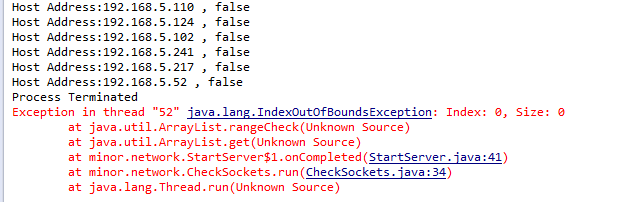 Host Address:192.168.5.110 , false
Host Address:192.168.5.124 , false
Host Address:192.168.5.102 , false
Host Address:192.168.5.241 , false
Host Address:192.168.5.217 , false
Host Address:192.168.5.52 , false
Process Terminated
Exception in thread "52" java.lang.IndexOutOfBoundsException: Index: 0, Size: 0
at java.util.ArrayList.rangeCheck(Unknown Source)
at java.util.ArrayList.get(Unknown Source)
at minor.network.StartServer$1.onCompleted(StartServer.java:41)
at minor.network.CheckSockets.run(CheckSockets.java:34)
at java.lang.Thread.run(Unknown Source)